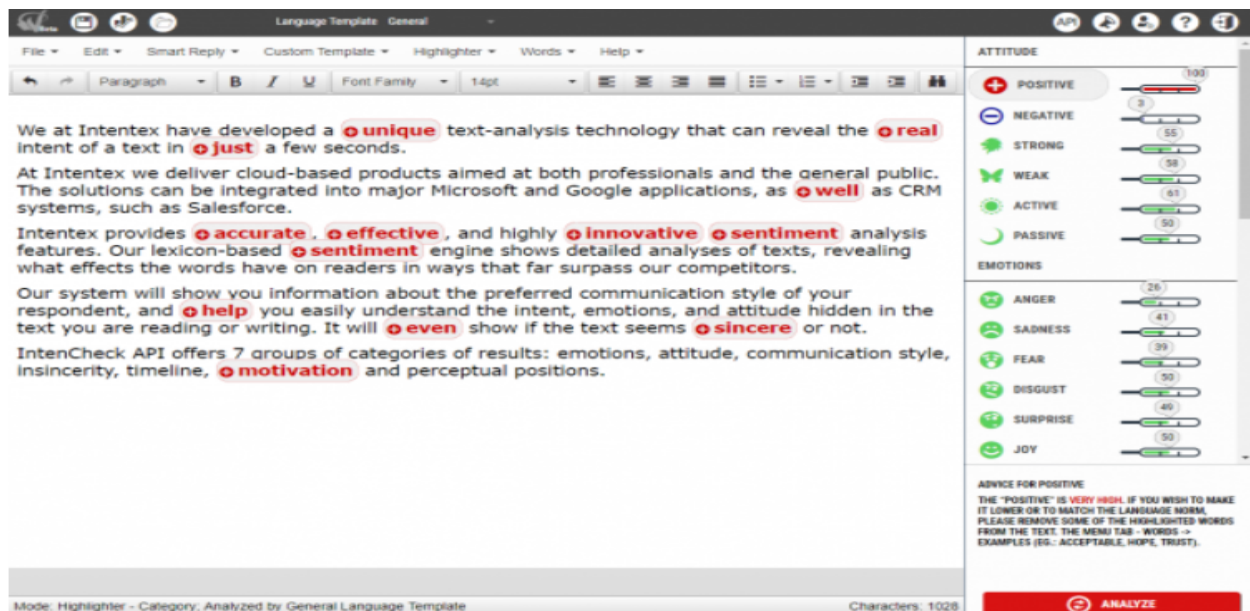 Beta
API
Language Template General
File Edit Smart Reply Custom Template Highlighter Words Help
Paragraph B I U Font Family 14pt
We at Intentex have developed a unique text-analysis technology that can reveal the real
intent of a text in just a few seconds.
At Intentex we deliver cloud-based products aimed at both professionals and the general public.
The solutions can be integrated into major Microsoft and Google applications, as well as CRM
systems, such as Salesforce.
Intentex provides accurate, effective, and highly innovative sentiment analysis
features. Our lexicon-based sentiment engine shows detailed analyses of texts, revealing
what effects the words have on readers in ways that far surpass our competitors.
Our system will show you information about the preferred communication style of your
respondent, and help you easily understand the intent, emotions, and attitude hidden in the
text you are reading or writing. It will even show if the text seems sincere or not.
IntenCheck API offers 7 groups of categories of results: emotions, attitude, communication style,
insincerity, timeline, motivation and perceptual positions.
Mode: Highlighter - Category: Analyzed by General Language Template
Characters: 1028
ATTITUDE
POSITIVE 100
NEGATIVE 3
STRONG 55
WEAK 58
ACTIVE 61
PASSIVE 50
EMOTIONS
ANGER 26
SADNESS 41
FEAR 39
DISGUST 50
SURPRISE 49
JOY 50
ADVICE FOR POSITIVE
THE "POSITIVE" IS VERY HIGH. IF YOU WISH TO MAKE
IT LOWER OR TO MATCH THE LANGUAGE NORM,
PLEASE REMOVE SOME OF THE HIGHLIGHTED WORDS
FROM THE TEXT. THE MENU TAB - WORDS ->
EXAMPLES (EG.: ACCEPTABLE, HOPE, TRUST).
ANALYZE